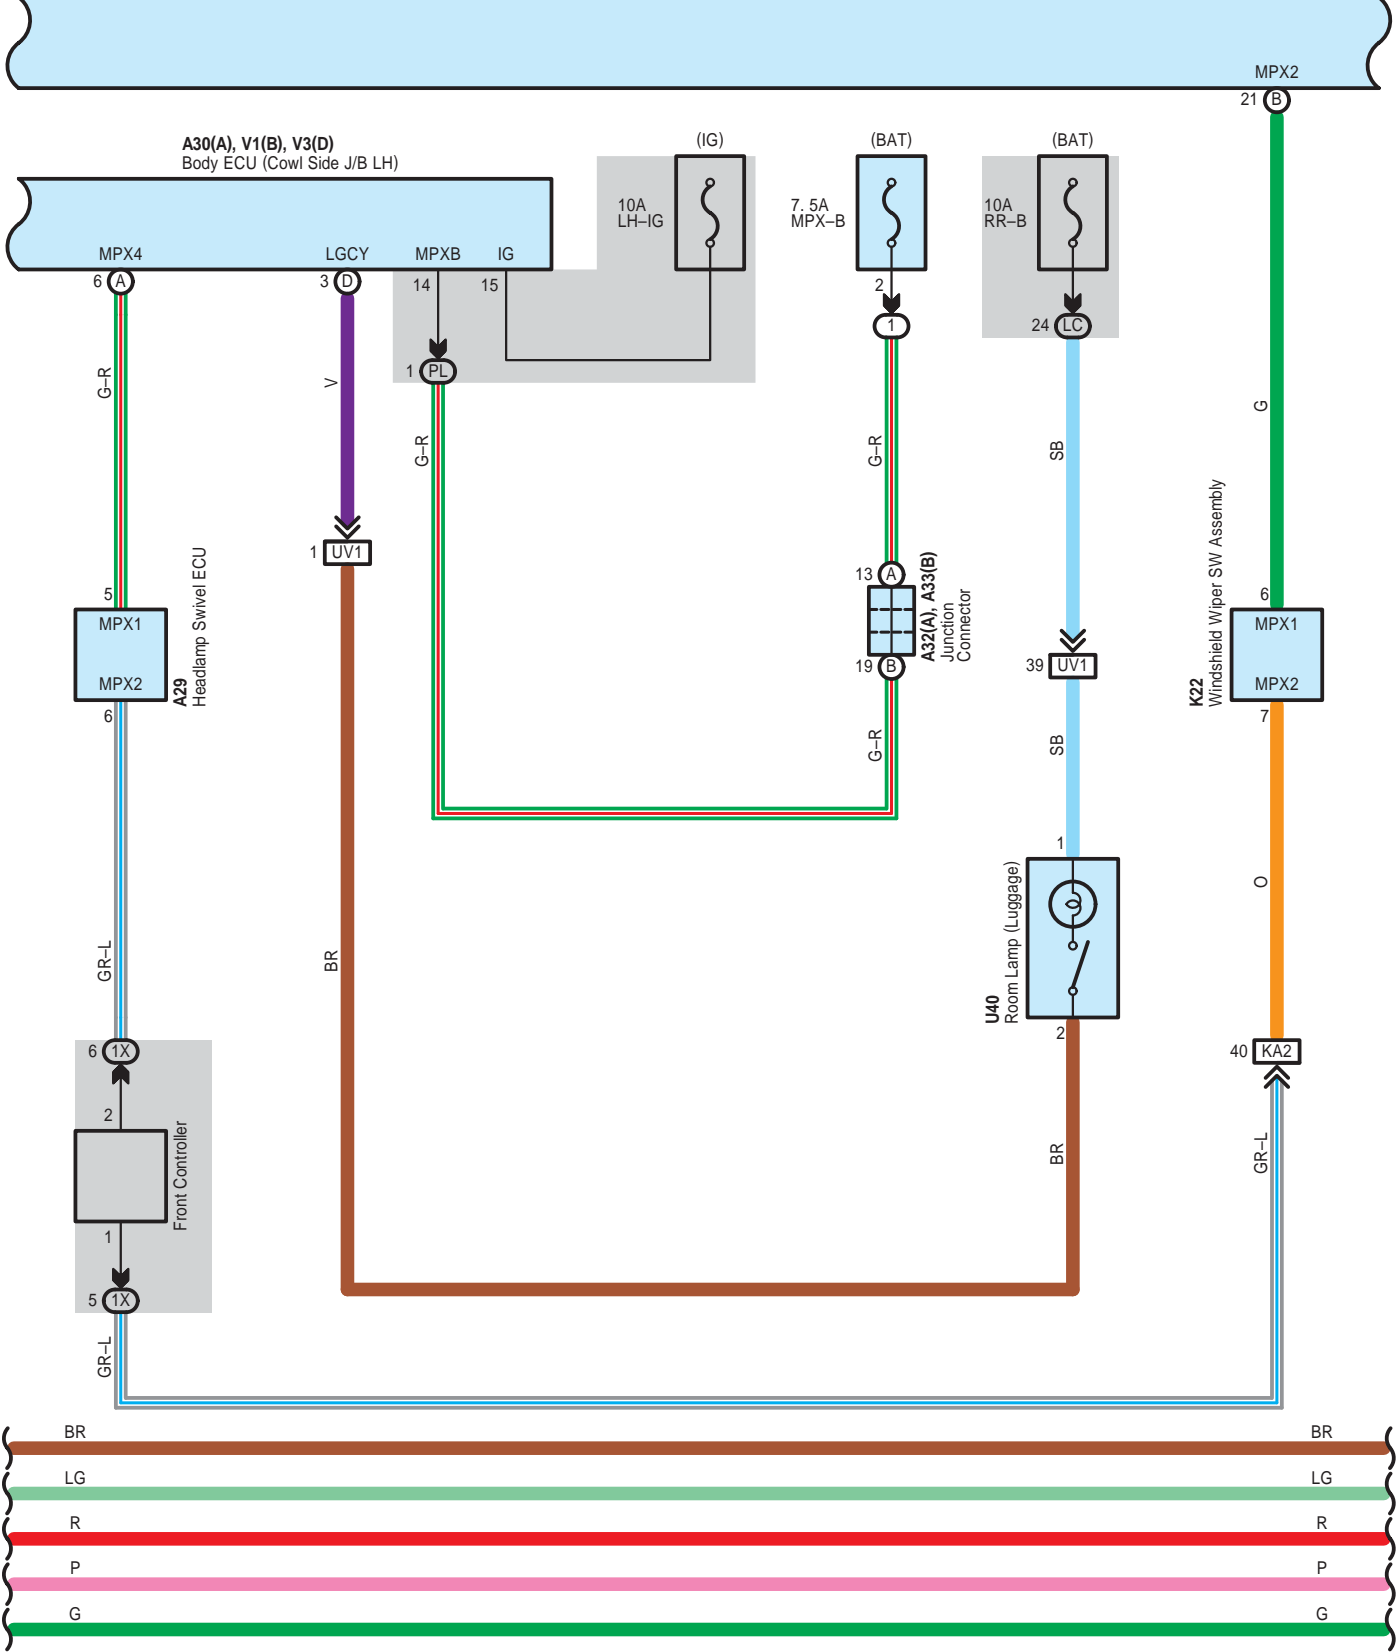 MPX2
21 B
A30(A), V1(B), V3(D)
Body ECU (Cowl Side J/B LH)
(IG)
(BAT)
(BAT)
10A
LH–IG
7. 5A
MPX–B
10A
RR–B
MPX4
LGCY
MPXB
IG
6 A
3 D
14
15
2
1
24 LC
1 PL
G–R
V
G–R
G–R
SB
G
1 UV1
13 A
A32(A), A33(B)
Junction
Connector
19 B
5
MPX1
MPX2
6
A29
Headlamp Swivel ECU
39 UV1
6
MPX1
MPX2
7
K22
Windshield Wiper SW Assembly
G–R
SB
1
U40
Room Lamp (Luggage)
2
O
GR–L
BR
6 1X
2
Front Controller
1
5 1X
40 KA2
BR
GR–L
GR–L
BR
BR
LG
LG
R
R
P
P
G
G